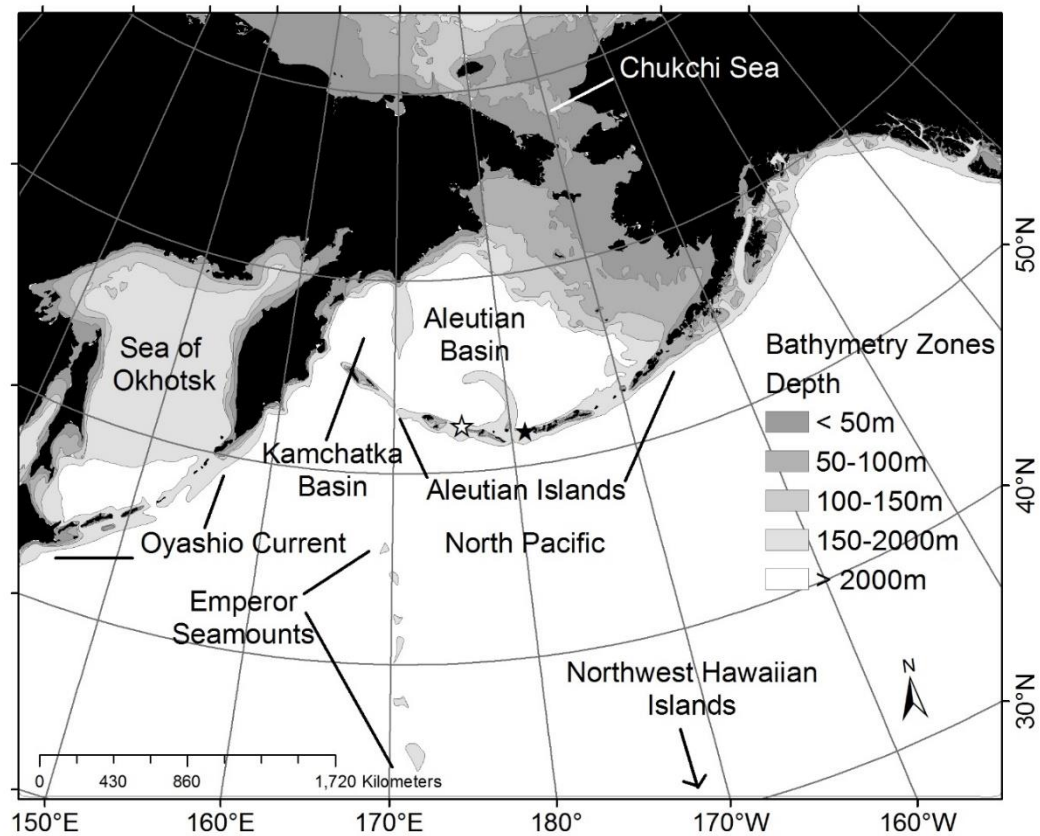 Chukchi Sea
50°N
Aleutian
Basin
Sea of
Okhotsk
Bathymetry Zones
Depth
< 50m
50-100m
100-150m
150-2000m
> 2000m
Kamchatka
Basin
Aleutian Islands
40°N
Oyashio Current
North Pacific
Emperor
Seamounts
Northwest Hawaiian
Islands
N
30°N
0 430 860 1,720 Kilometers
150°E 160°E 170°E 180° 170°W 160°W